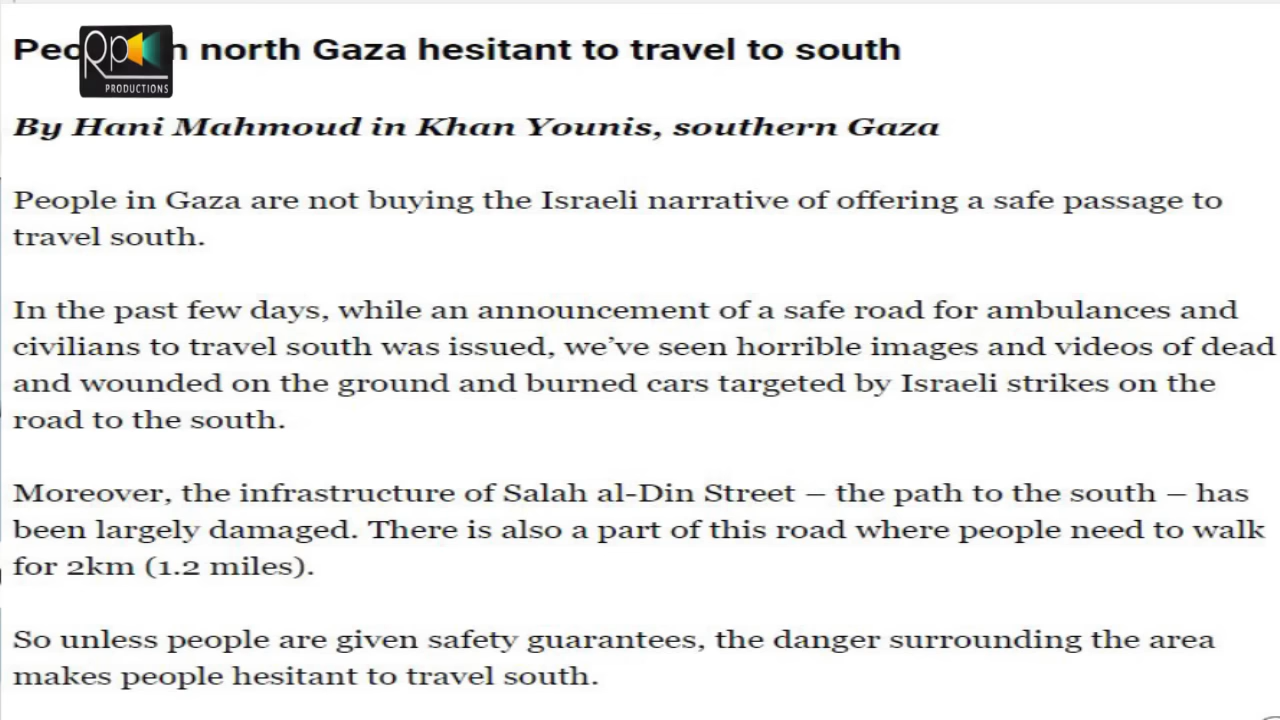 Peo n north Gaza hesitant to travel to south
Rp
PRODUCTIONS
By Hani Mahmoud in Khan Younis, southern Gaza
People in Gaza are not buying the Israeli narrative of offering a safe passage to
travel south.
In the past few days, while an announcement of a safe road for ambulances and
civilians to travel south was issued, we’ve seen horrible images and videos of dead
and wounded on the ground and burned cars targeted by Israeli strikes on the
road to the south.
Moreover, the infrastructure of Salah al-Din Street – the path to the south – has
been largely damaged. There is also a part of this road where people need to walk
for 2km (1.2 miles).
So unless people are given safety guarantees, the danger surrounding the area
makes people hesitant to travel south.